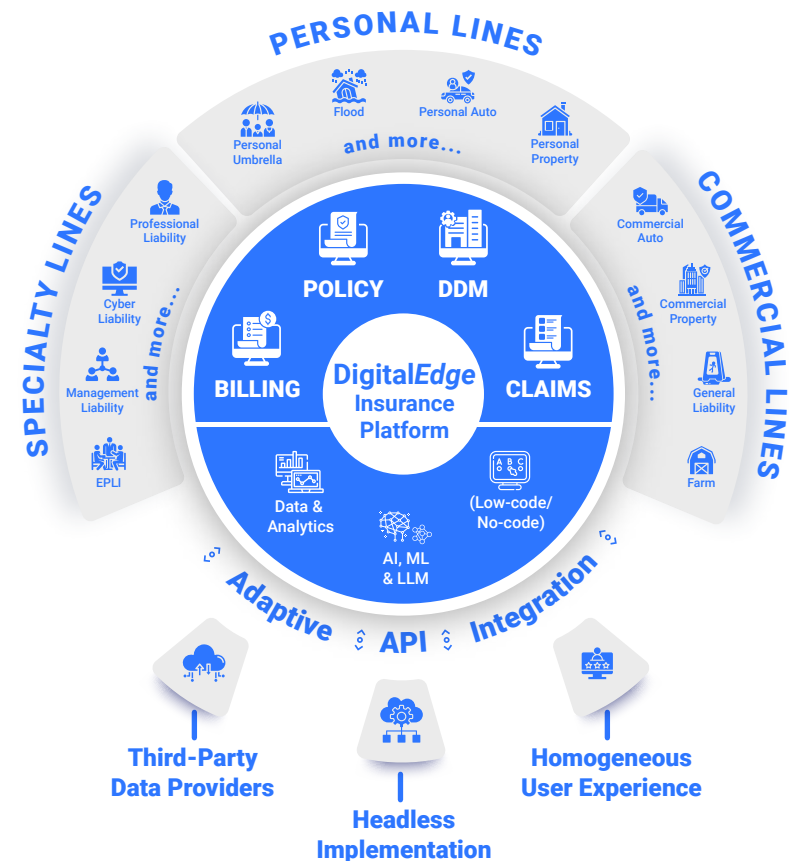 PERSONAL LINES
Personal
Umbrella
Flood
Personal Auto
Personal
Property
and more...
SPECIALTY LINES
Professional
Liability
Cyber
Liability
Management
Liability
EPLI
and more...
COMMERCIAL LINES
Commercial
Auto
Commercial
Property
General
Liability
Farm
and more...
POLICY
DDM
BILLING
CLAIMS
DigitalEdge
Insurance
Platform
Data &
Analytics
AI, ML
& LLM
A B C
(Low-code/
No-code)
Adaptive
API
Integration
Third-Party
Data Providers
Headless
Implementation
Homogeneous
User Experience